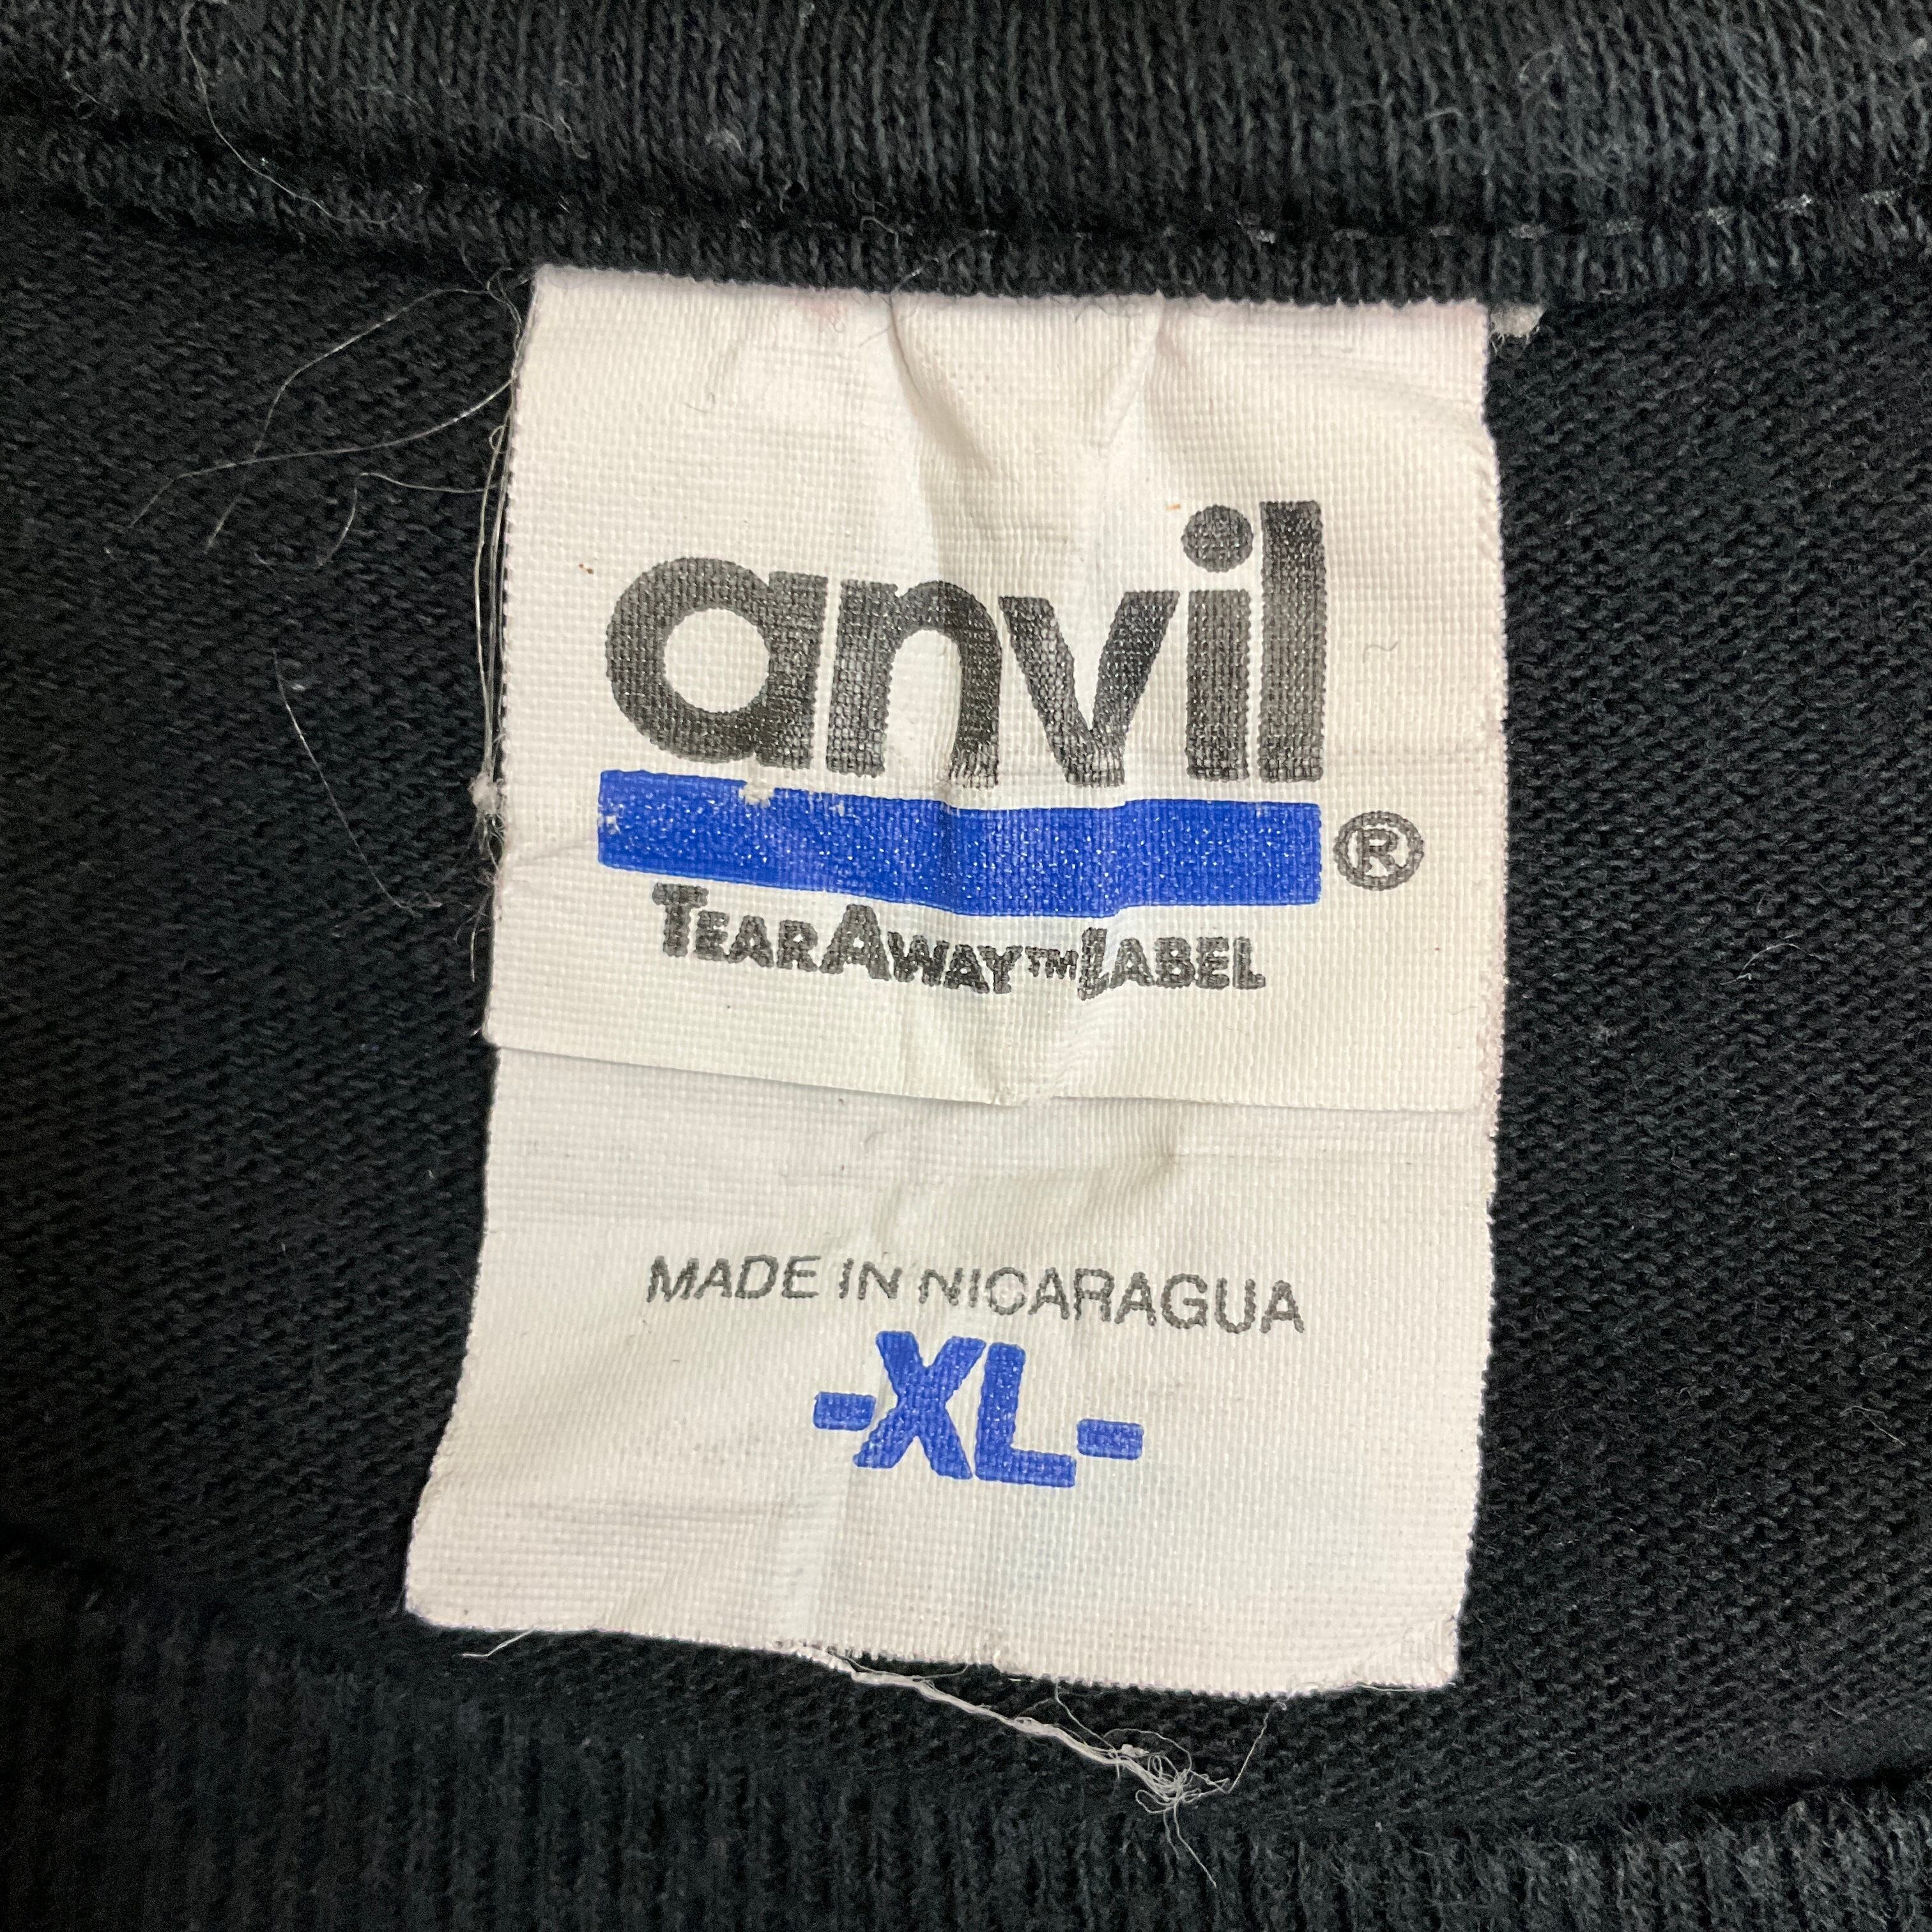 anvil
®
TEARAWAY™LABEL
MADE IN NICARAGUA
-XL-